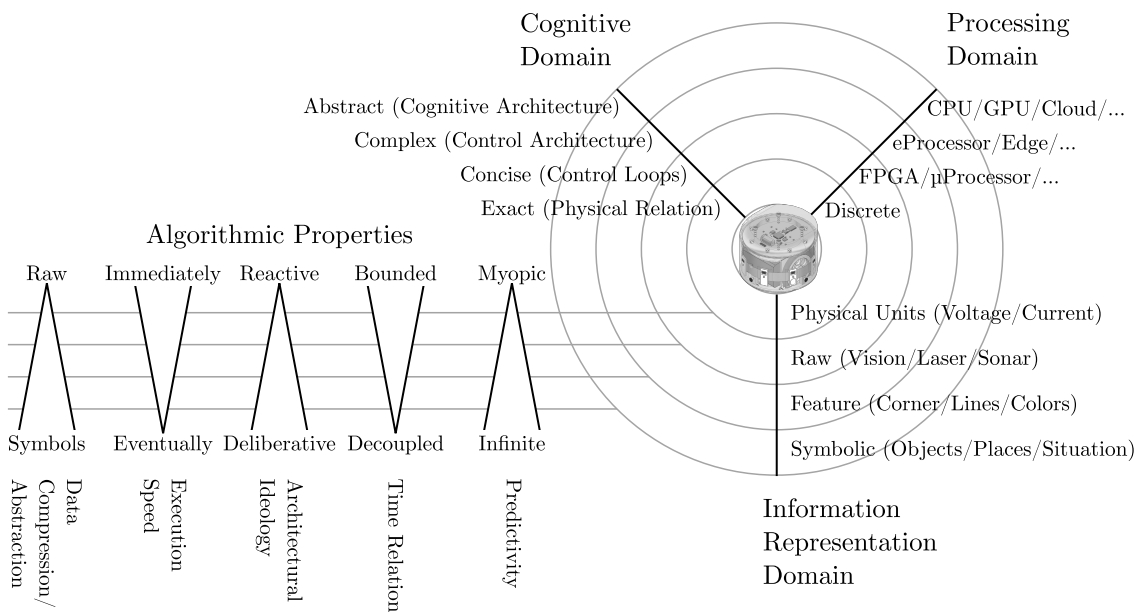 Cognitive
Domain
Processing
Domain
Abstract (Cognitive Architecture)
Complex (Control Architecture)
Concise (Control Loops)
Exact (Physical Relation)
CPU/GPU/Cloud/...
eProcessor/Edge/...
FPGA/µProcessor/...
Discrete
Algorithmic Properties
Raw
Immediately
Reactive
Bounded
Myopic
Symbols
Eventually
Deliberative
Decoupled
Infinite
Data
Compression/
Abstraction
Execution
Speed
Architectural
Ideology
Time Relation
Predictivity
Physical Units (Voltage/Current)
Raw (Vision/Laser/Sonar)
Feature (Corner/Lines/Colors)
Symbolic (Objects/Places/Situation)
Information
Representation
Domain